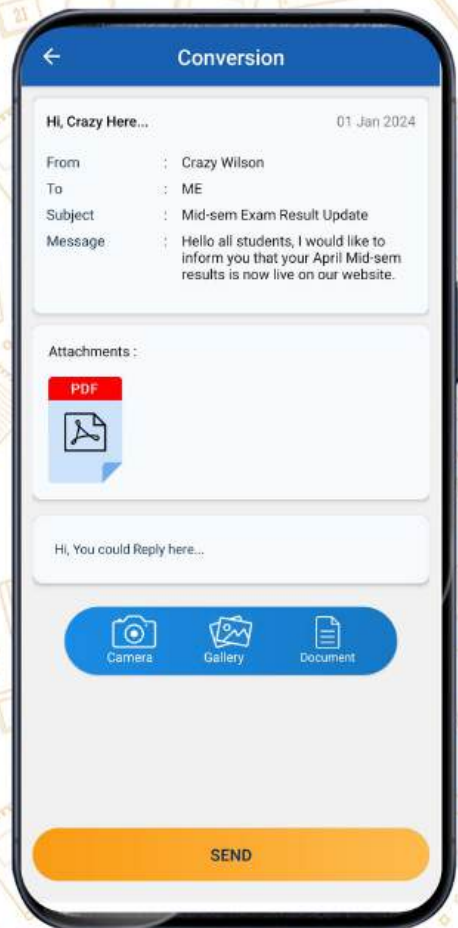 21
Conversion
Hi, Crazy Here... 01 Jan 2024
From : Crazy Wilson
To : ME
Subject : Mid-sem Exam Result Update
Message : Hello all students, I would like to
inform you that your April Mid-sem
results is now live on our website.
Attachments :
PDF
Hi, You could Reply here...
Camera Gallery Document
SEND